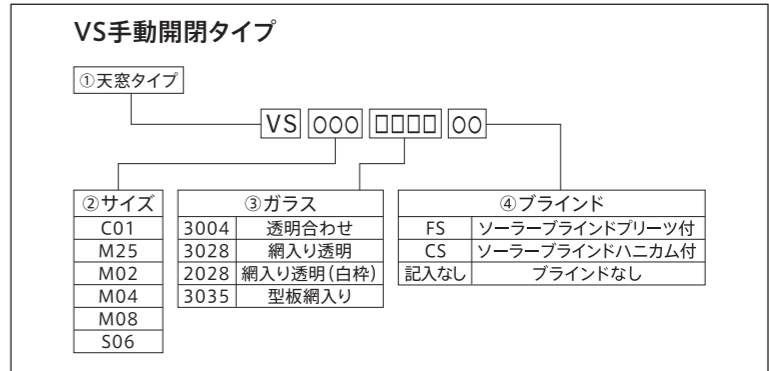 VS手動開閉タイプ
①天窓タイプ
VS ○○○ □□□□ ○○
②サイズ
C01
M25
M02
M04
M08
S06
③ガラス
3004 透明合わせ
3028 網入り透明
2028 網入り透明(白枠)
3035 型板網入り
④ブラインド
FS ソーラーブラインドプリーツ付
CS ソーラーブラインドハニカム付
記入なし ブラインドなし